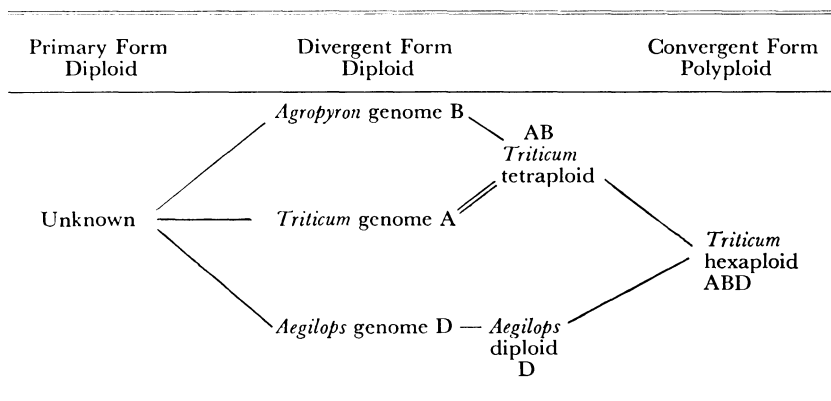 Primary Form
Diploid
Divergent Form
Diploid
Convergent Form
Polyploid
Agropyron genome B
AB
Triticum
tetraploid
Unknown
Triticum genome A
Triticum
hexaploid
ABD
Aegilops genome D — Aegilops
diploid
D